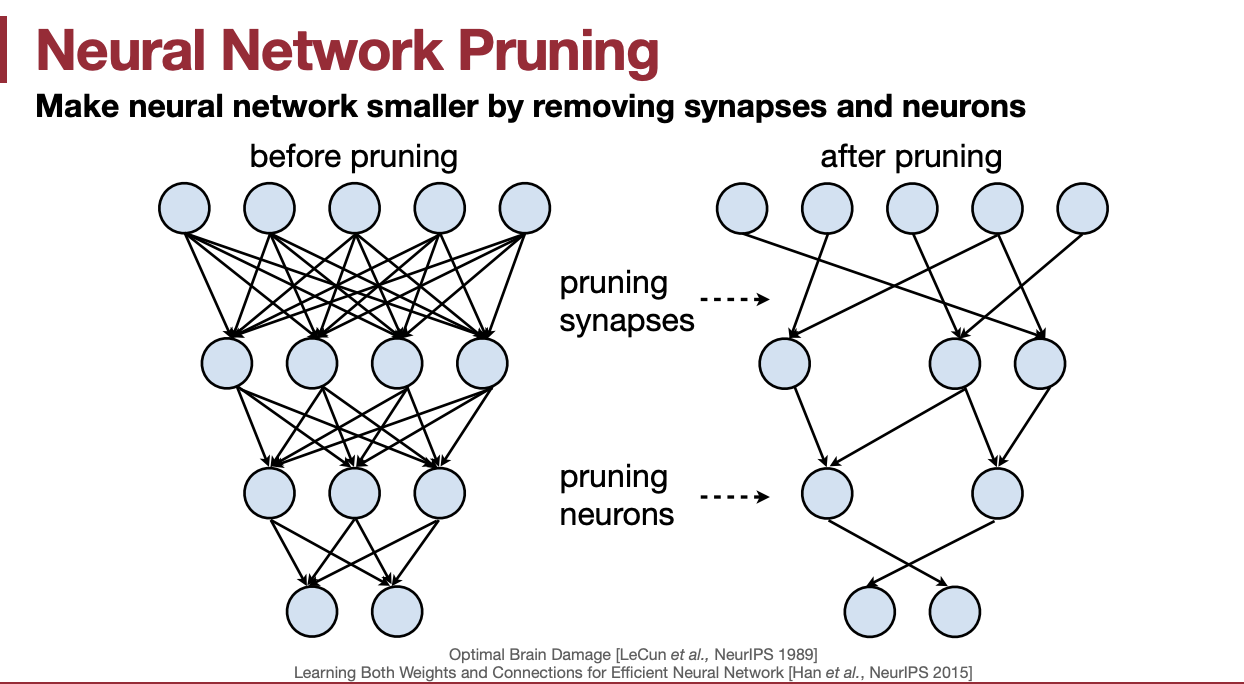 Neural Network Pruning
Make neural network smaller by removing synapses and neurons
before pruning
after pruning
pruning
synapses
pruning
neurons
Optimal Brain Damage [LeCun et al., NeurIPS 1989]
Learning Both Weights and Connections for Efficient Neural Network [Han et al., NeurIPS 2015]